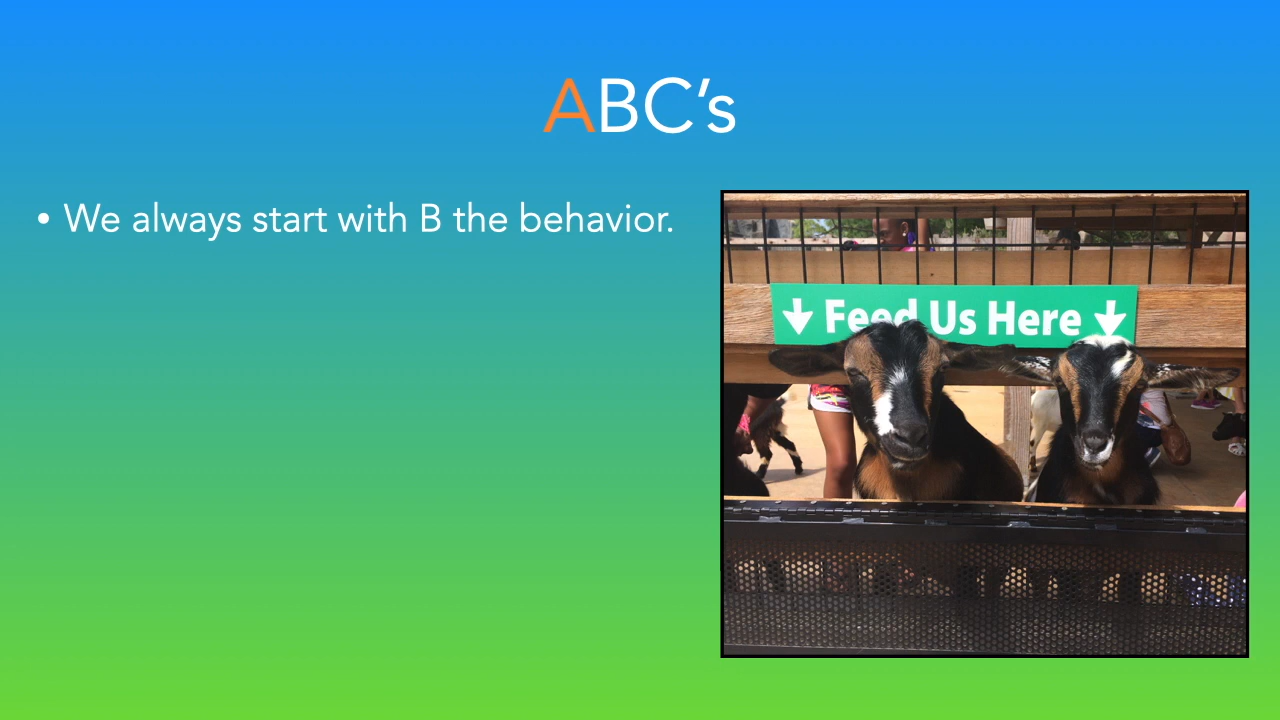 ABC’s
• We always start with B the behavior.
Feed Us Here